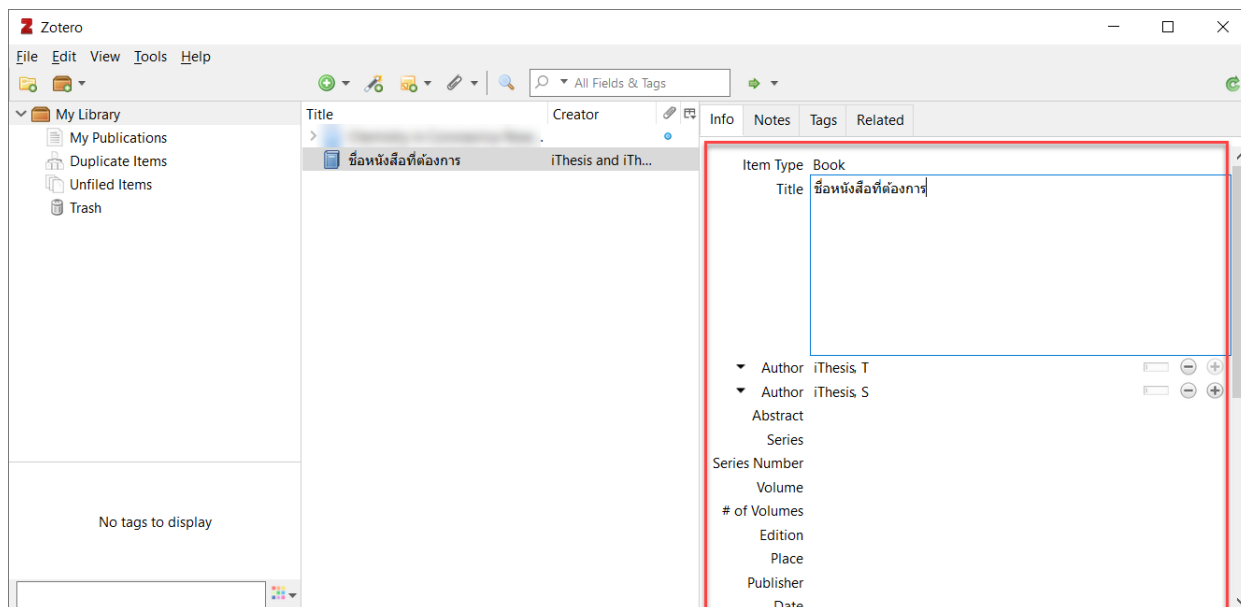 Zotero
File Edit View Tools Help
All Fields & Tags
My Library
My Publications
Duplicate Items
Unfiled Items
Trash
No tags to display
Title Creator
ชื่อหนังสือที่ต้องการ iThesis and iTh...
Info Notes Tags Related
Item Type Book
Title ชื่อหนังสือที่ต้องการ
Author iThesis, T
Author iThesis, S
Abstract
Series
Series Number
Volume
# of Volumes
Edition
Place
Publisher
Date